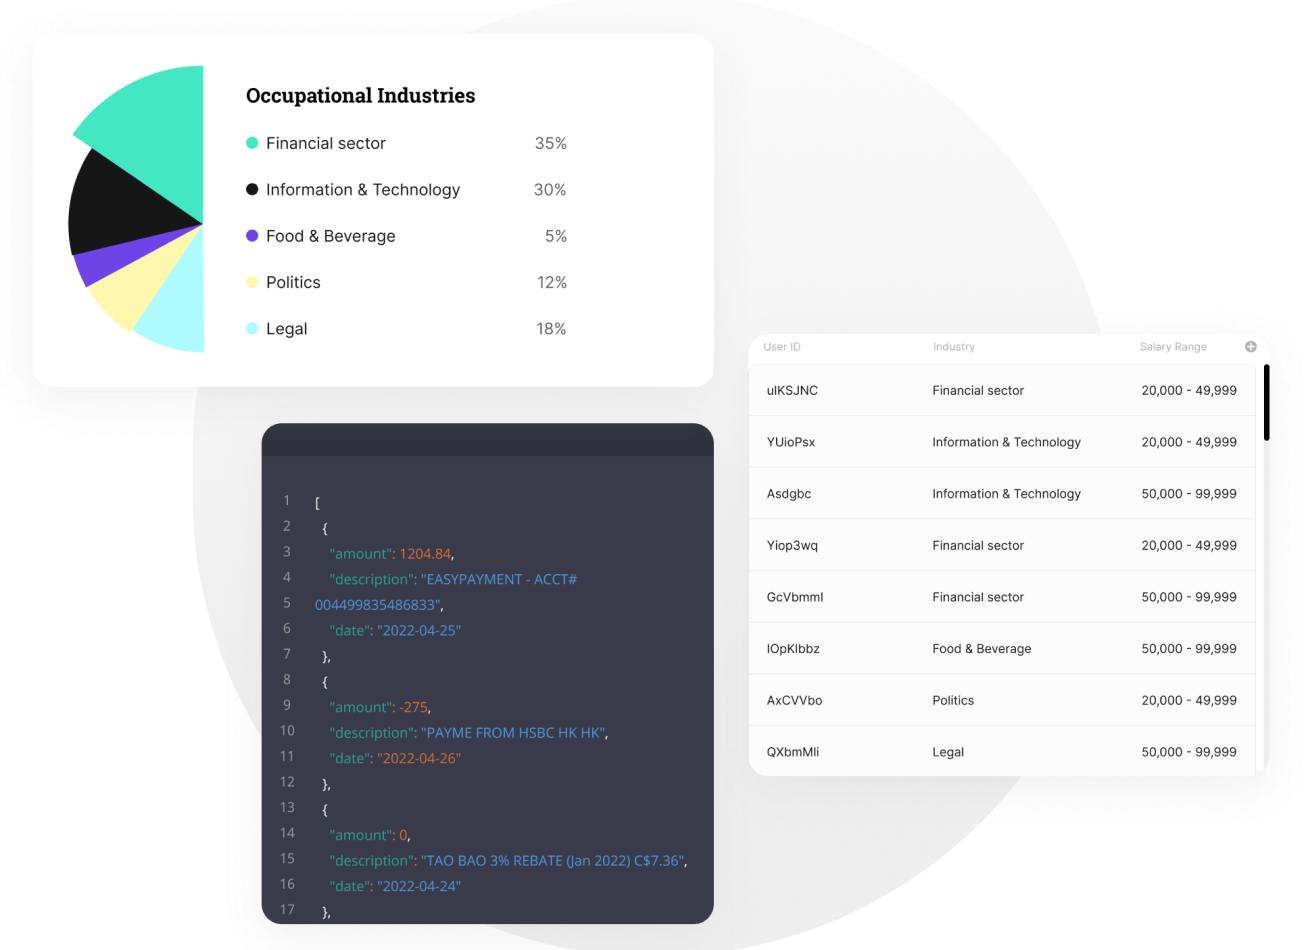 Occupational Industries
Financial sector 35%
Information & Technology 30%
Food & Beverage 5%
Politics 12%
Legal 18%
User ID Industry Salary Range
uIKSJNC Financial sector 20,000 - 49,999
YUioPsx Information & Technology 20,000 - 49,999
Asdgbc Information & Technology 50,000 - 99,999
Yiop3wq Financial sector 20,000 - 49,999
GcVbmml Financial sector 50,000 - 99,999
IOpKlbbz Food & Beverage 50,000 - 99,999
AxCVVbo Politics 20,000 - 49,999
QXbmMli Legal 50,000 - 99,999
1 [
2 {
3 "amount": 1204.84,
4 "description": "EASYPAYMENT - ACCT#
5 004499835486833",
6 "date": "2022-04-25"
7 },
8 {
9 "amount": -275,
10 "description": "PAYME FROM HSBC HK HK",
11 "date": "2022-04-26"
12 },
13 {
14 "amount": 0,
15 "description": "TAO BAO 3% REBATE (Jan 2022) C$7.36",
16 "date": "2022-04-24"
17 },